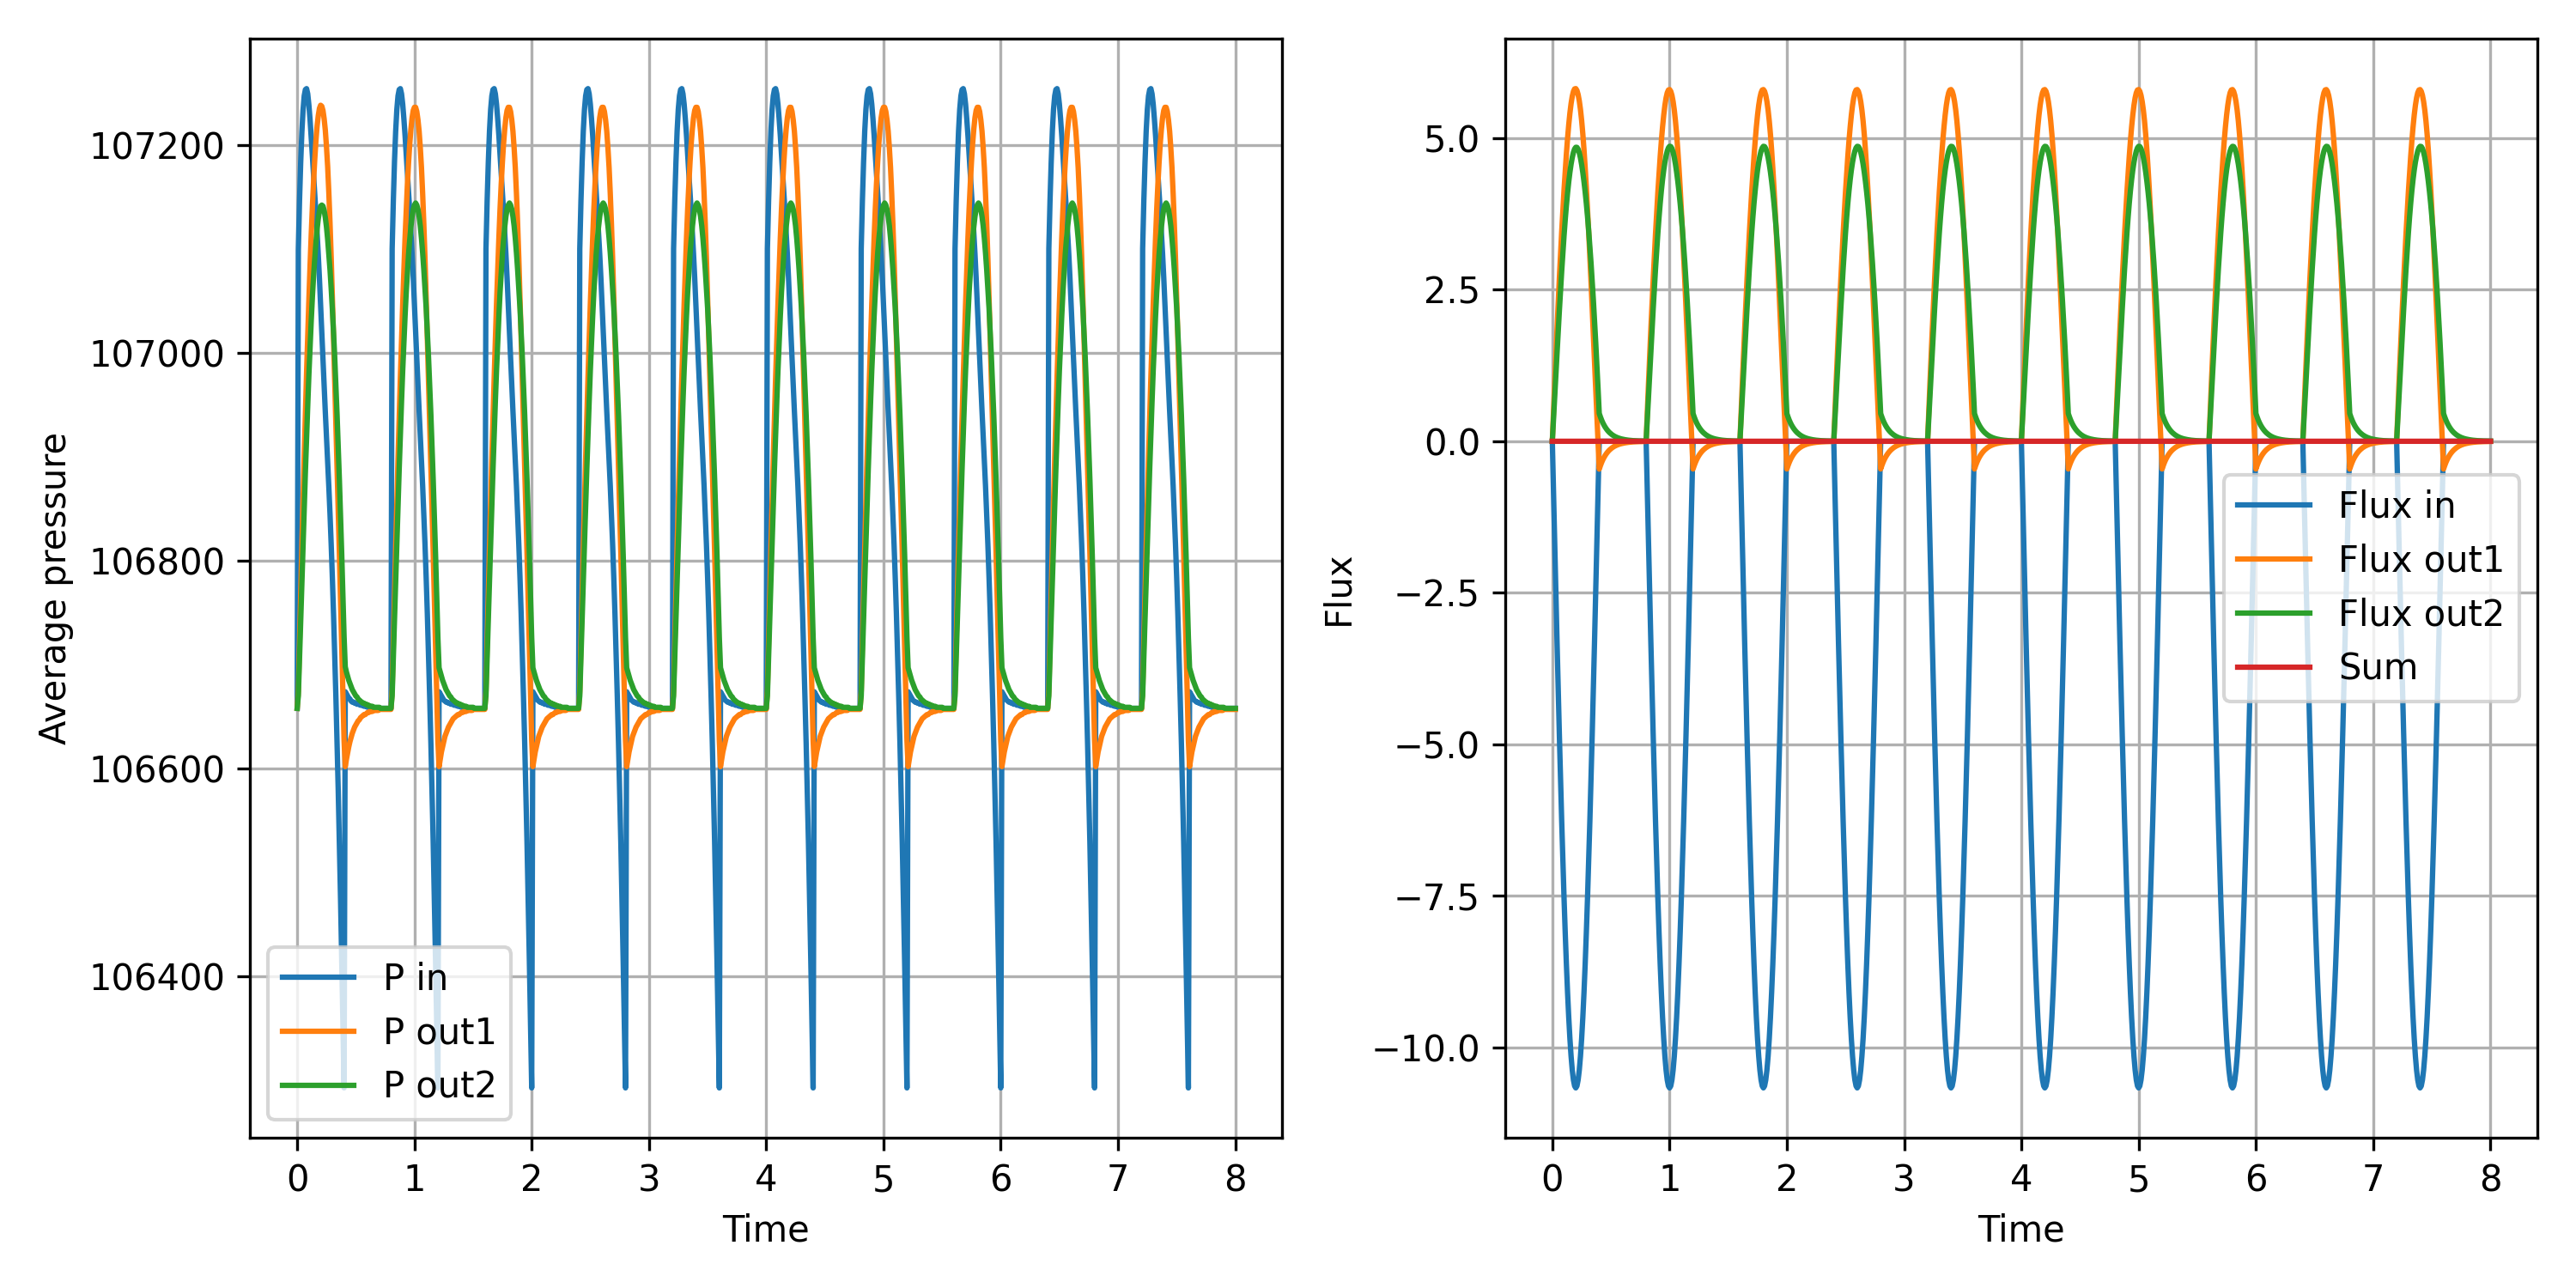 107200
107000
106800
106600
106400
Average pressure
P in
P out1
P out2
0 1 2 3 4 5 6 7 8
Time
5.0
2.5
0.0
−2.5
−5.0
−7.5
−10.0
Flux
Flux in
Flux out1
Flux out2
Sum
0 1 2 3 4 5 6 7 8
Time